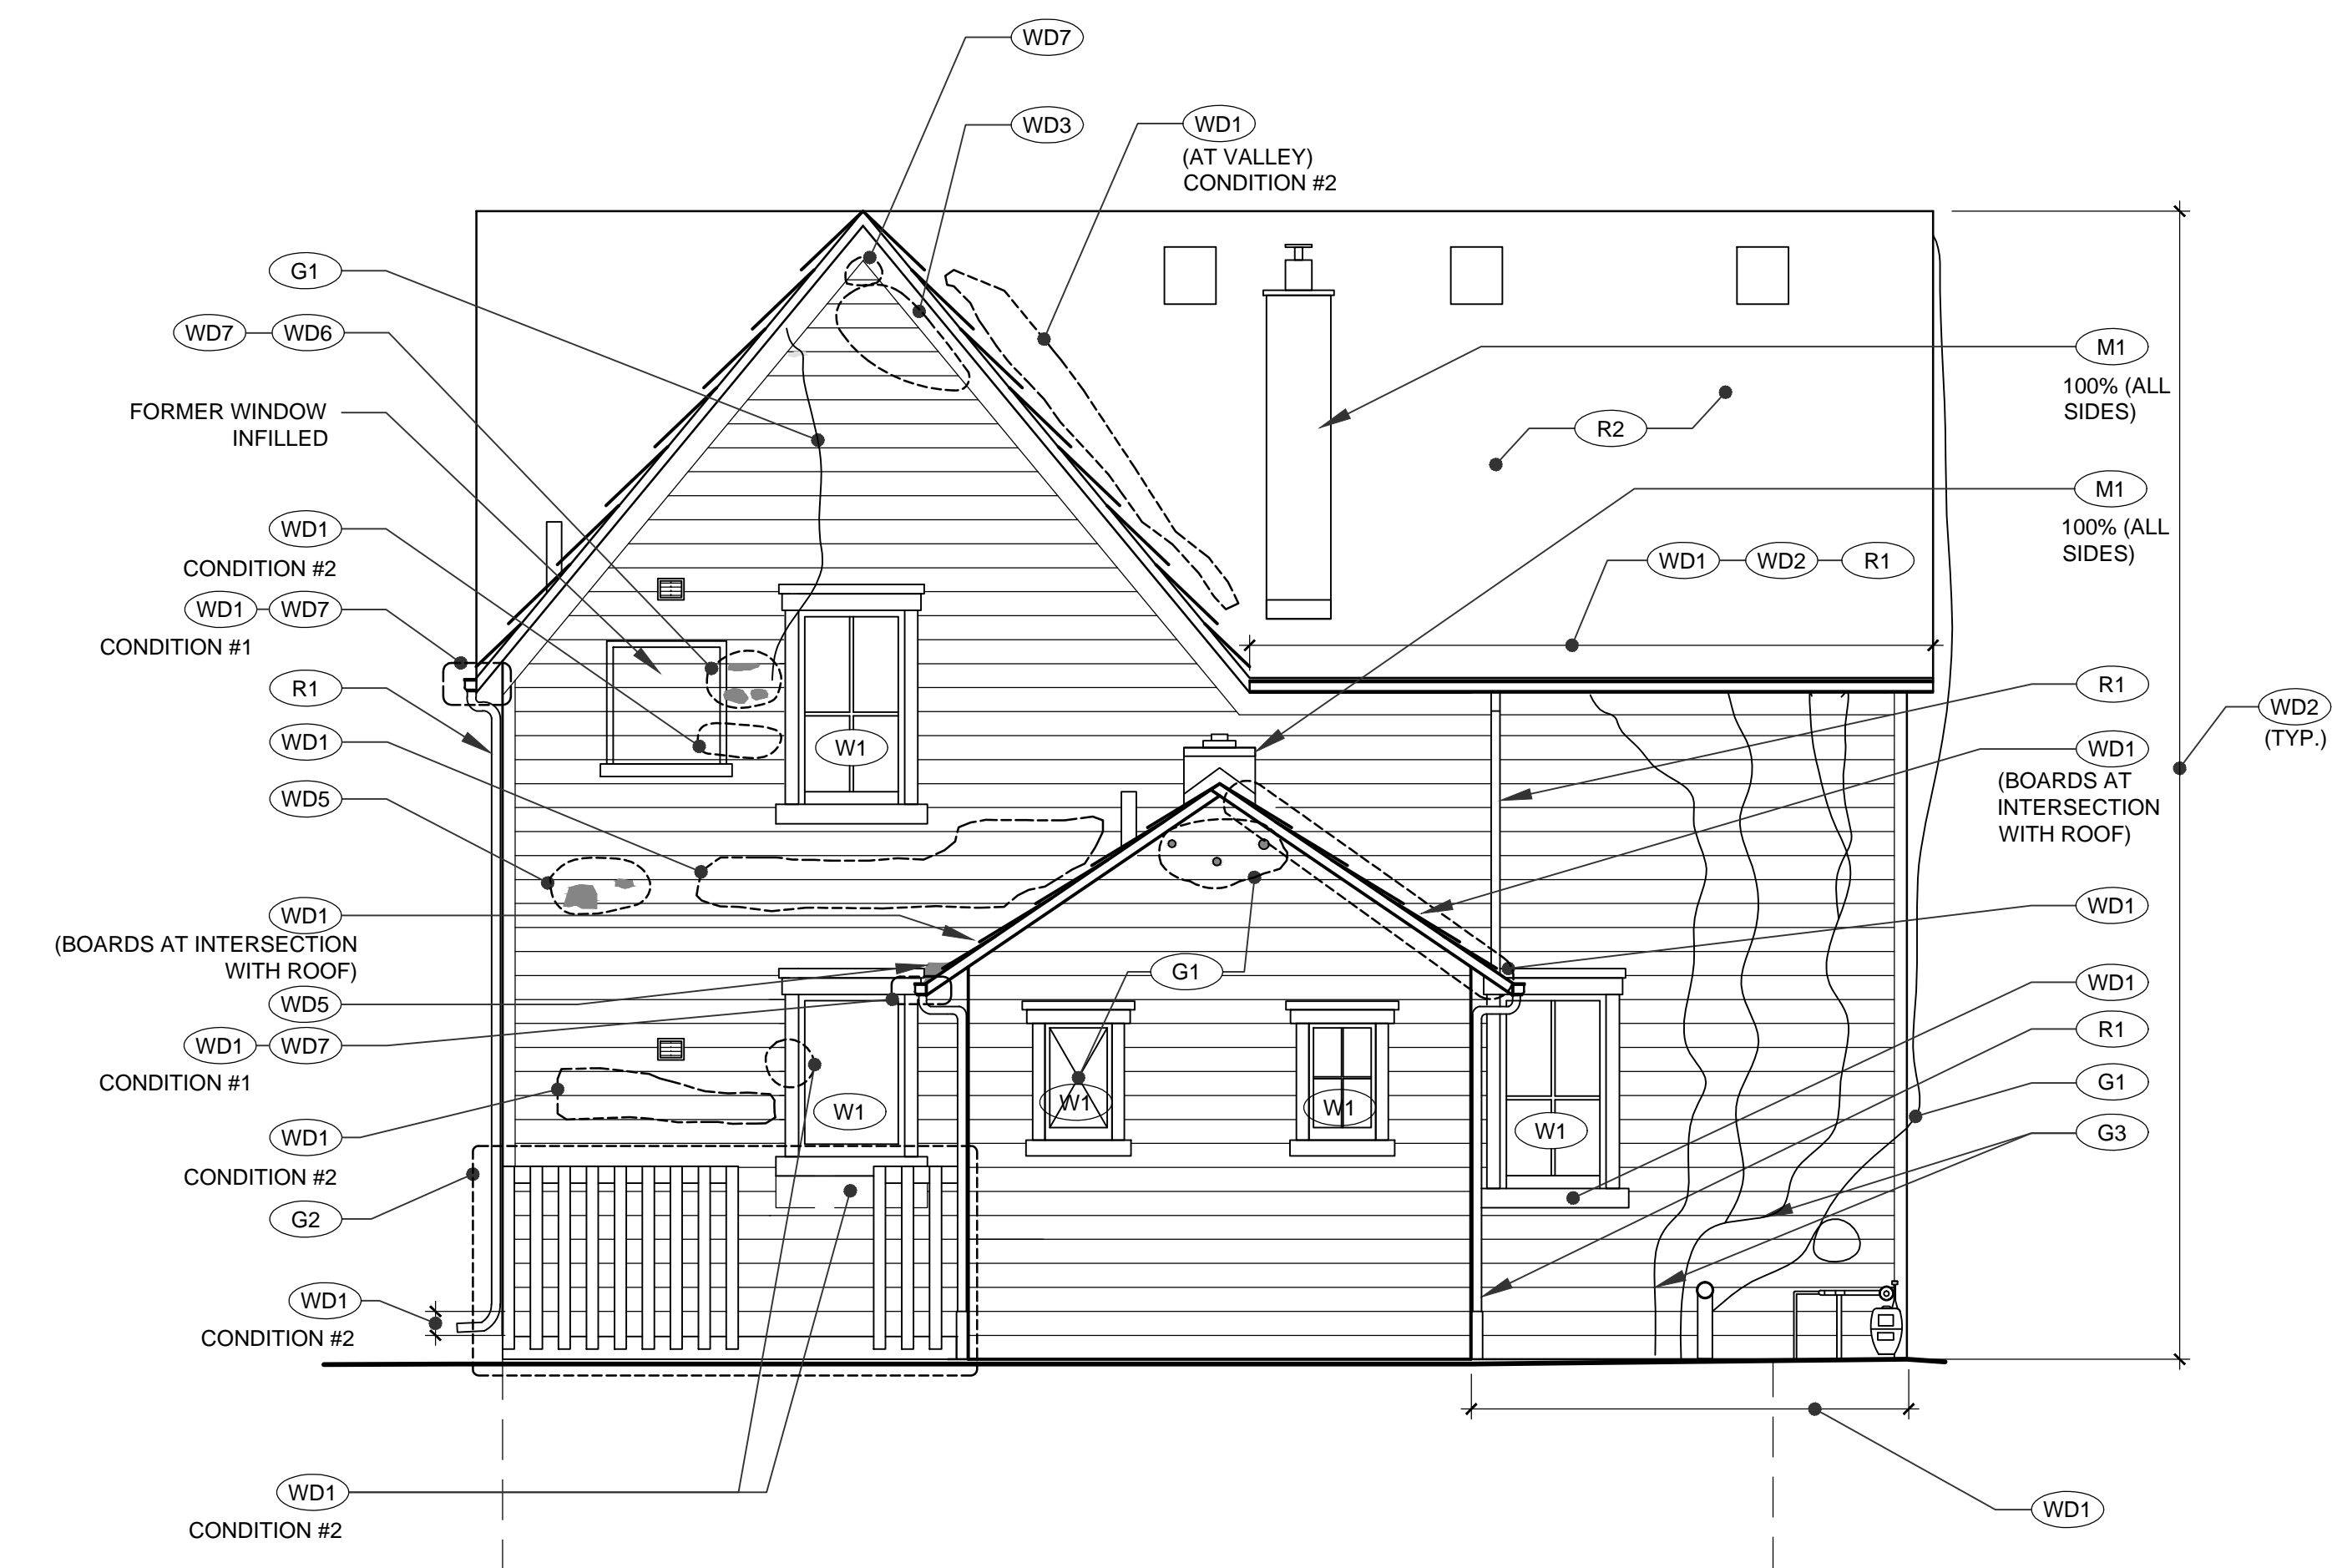 WD7
WD3
WD1
(AT VALLEY)
CONDITION #2
G1
WD7 WD6
FORMER WINDOW
INFILLED
WD1
CONDITION #2
WD1 WD7
CONDITION #1
R1
WD1
WD5
WD1
(BOARDS AT INTERSECTION
WITH ROOF)
WD5
WD1 WD7
CONDITION #1
WD1
CONDITION #2
G2
WD1
CONDITION #2
WD1
CONDITION #2
W1
W1
G1
W1
W1
W1
R2
M1
100% (ALL
SIDES)
M1
100% (ALL
SIDES)
WD1 WD2 R1
R1
WD2
(TYP.)
WD1
(BOARDS AT
INTERSECTION
WITH ROOF)
WD1
WD1
R1
G1
G3
WD1